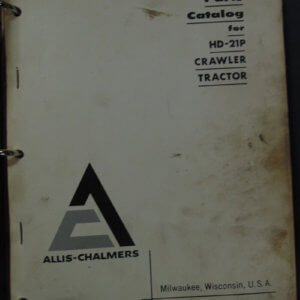 Catalog
for
HD-21P
CRAWLER
TRACTOR
ALLIS-CHALMERS
Milwaukee, Wisconsin, U.S.A.